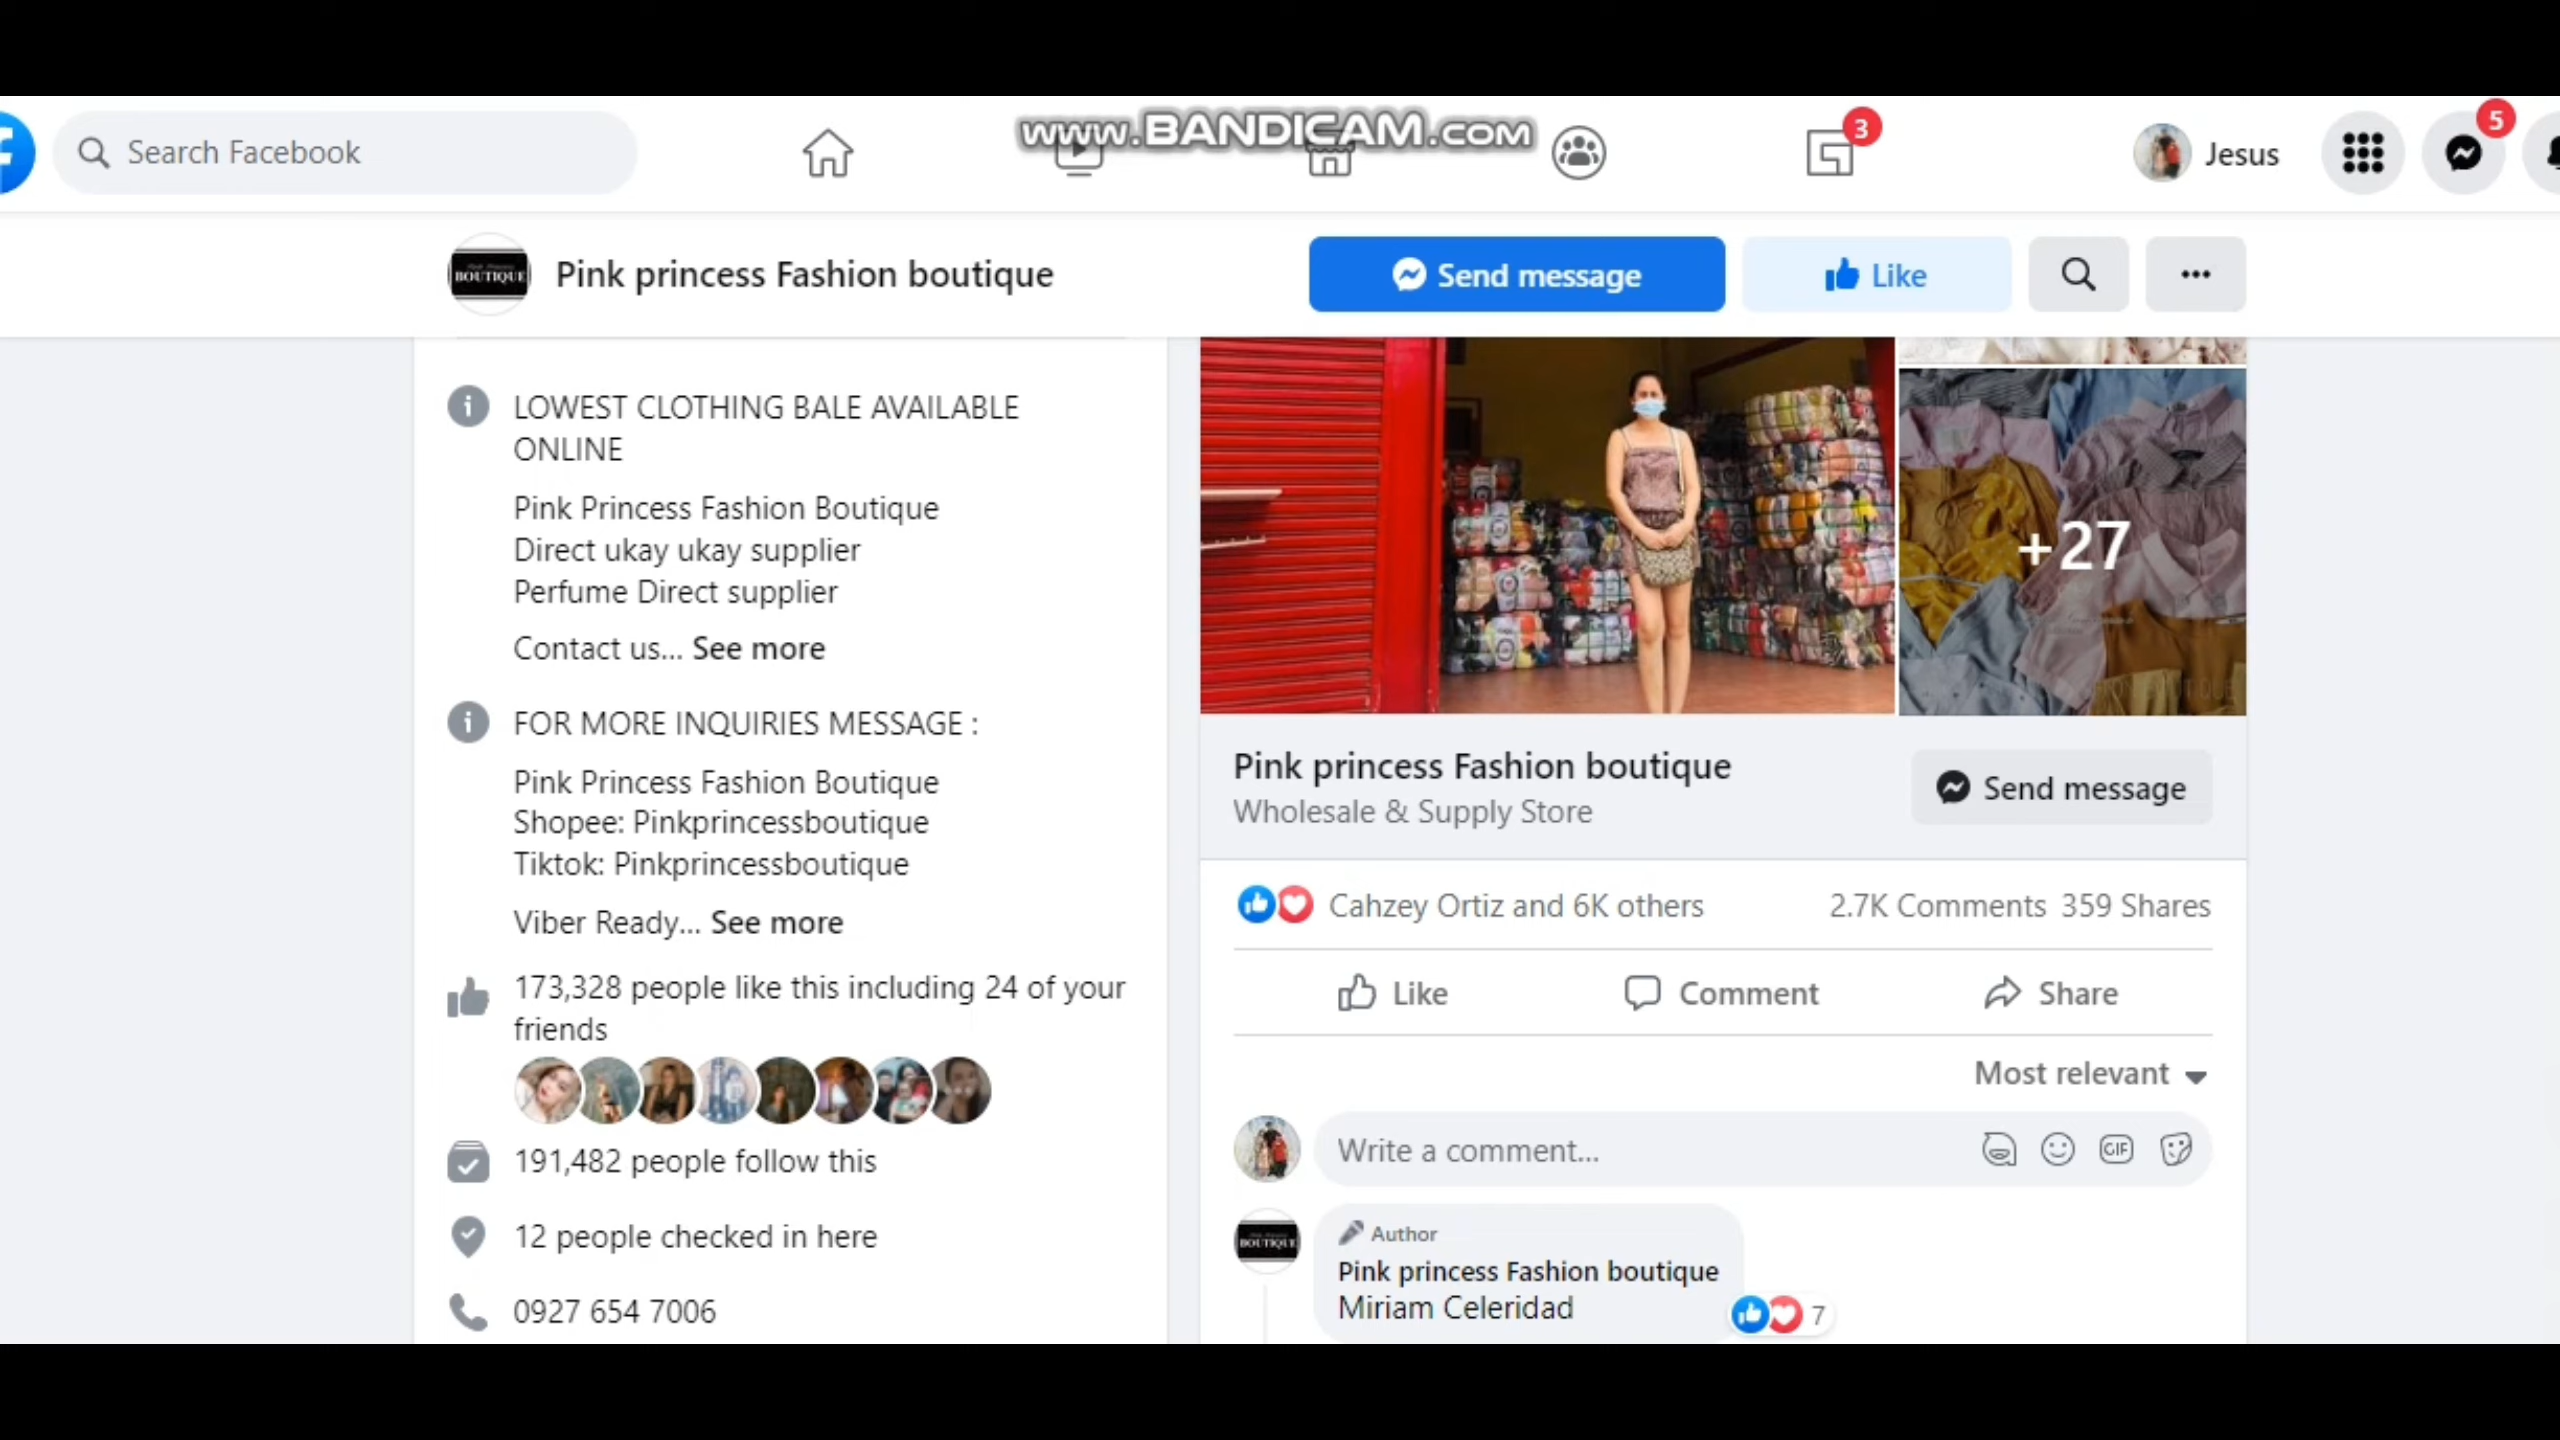 www.BANDICAM.com
Search Facebook
3
Jesus
5
BOUTIQUE
Pink princess Fashion boutique
Send message
Like
LOWEST CLOTHING BALE AVAILABLE
ONLINE
Pink Princess Fashion Boutique
Direct ukay ukay supplier
Perfume Direct supplier
Contact us... See more
FOR MORE INQUIRIES MESSAGE :
Pink Princess Fashion Boutique
Shopee: Pinkprincessboutique
Tiktok: Pinkprincessboutique
Viber Ready... See more
173,328 people like this including 24 of your
friends
191,482 people follow this
12 people checked in here
0927 654 7006
+27
Pink princess Fashion boutique
Wholesale & Supply Store
Send message
Cahzey Ortiz and 6K others
2.7K Comments 359 Shares
Like
Comment
Share
Most relevant
Write a comment...
GIF
BOUTIQUE
Author
Pink princess Fashion boutique
Miriam Celeridad
7